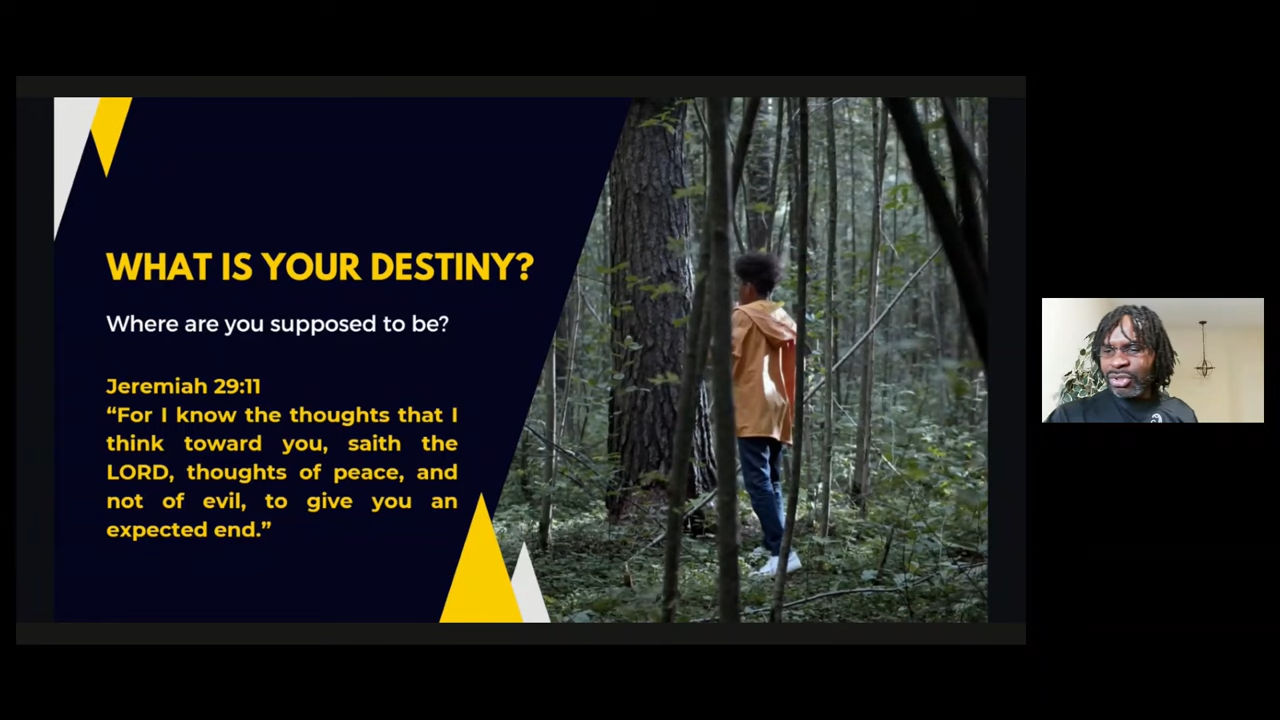 WHAT IS YOUR DESTINY?
Where are you supposed to be?
Jeremiah 29:11
“For I know the thoughts that I
think toward you, saith the
LORD, thoughts of peace, and
not of evil, to give you an
expected end.”